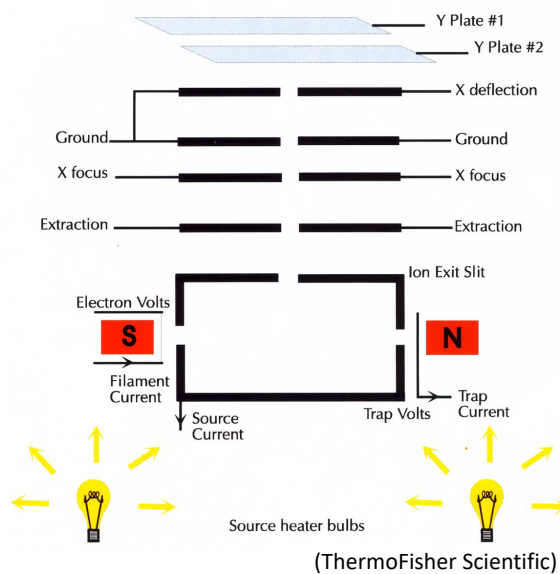 Y Plate #1
Y Plate #2
X deflection
Ground
Ground
X focus
X focus
Extraction
Extraction
Ion Exit Slit
Electron Volts
S
N
Filament
Current
Source
Current
Trap Volts
Trap
Current
Source heater bulbs
(ThermoFisher Scientific)